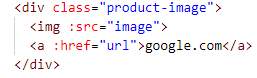 <div class="product-image">
<img :src="image">
<a :href="url">google.com</a>
</div>